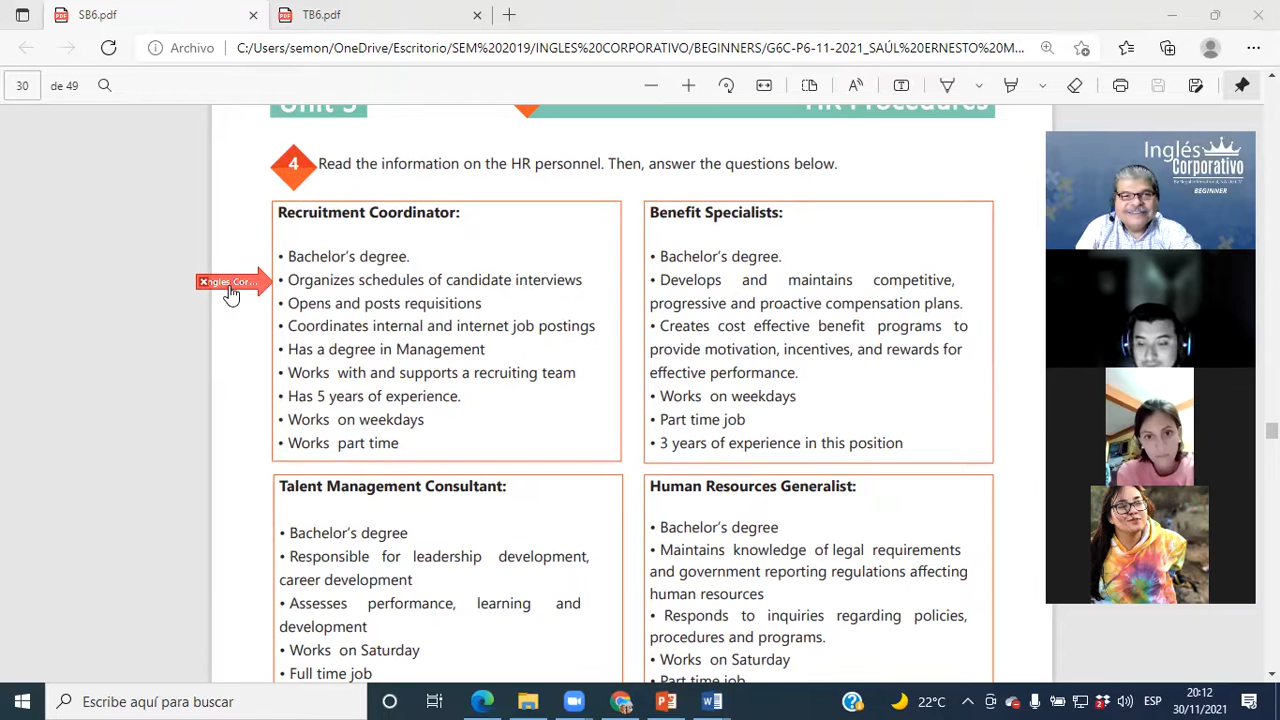 SB6.pdf
TB6.pdf
Archivo
C:/Users/semon/OneDrive/Escritorio/SEM%202019/INGLES%20CORPORATIVO/BEGINNERS/G6C-P6-11-2021_SAÚL%20ERNESTO%20M...
30
de 49
Unit 5
HR Procedures
4
Read the information on the HR personnel. Then, answer the questions below.
Recruitment Coordinator:
• Bachelor's degree.
• Organizes schedules of candidate interviews
• Opens and posts requisitions
• Coordinates internal and internet job postings
• Has a degree in Management
• Works with and supports a recruiting team
• Has 5 years of experience.
• Works on weekdays
• Works part time
Benefit Specialists:
• Bachelor's degree.
• Develops and maintains competitive,
progressive and proactive compensation plans.
• Creates cost effective benefit programs to
provide motivation, incentives, and rewards for
effective performance.
• Works on weekdays
• Part time job
• 3 years of experience in this position
Talent Management Consultant:
• Bachelor's degree
• Responsible for leadership development,
career development
• Assesses performance, learning and
development
• Works on Saturday
• Full time job
Human Resources Generalist:
• Bachelor's degree
• Maintains knowledge of legal requirements
and government reporting regulations affecting
human resources
• Responds to inquiries regarding policies,
procedures and programs.
• Works on Saturday
• Part time job
Ingles Cor...
Inglés
Corporativo
BEGINNER
Escribe aquí para buscar
22°C
ESP
20:12
30/11/2021